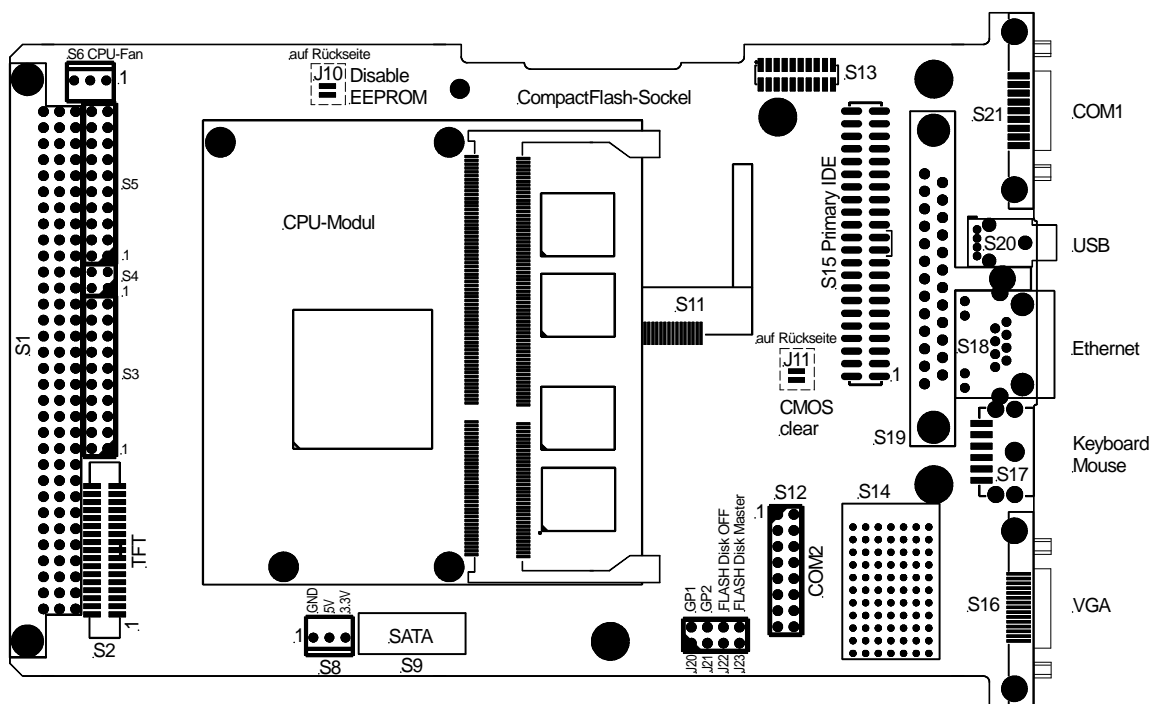 S6 CPU-Fan
1
auf Rückseite
J10
Disable
EEPROM
CompactFlash-Sockel
S13
S21
COM1
S5
1
S4
1
CPU-Modul
S15 Primary IDE
S20
USB
S11
S1
S3
1
auf Rückseite
J11
CMOS
clear
1
S18
Ethernet
S19
Keyboard
Mouse
S17
TFT
1
S2
S12
1
COM2
S14
GND
5V
3.3V
1
S8
SATA
S9
GP1
GP2
FLASH Disk OFF
FLASH Disk Master
J20
J21
J22
J23
S16
VGA